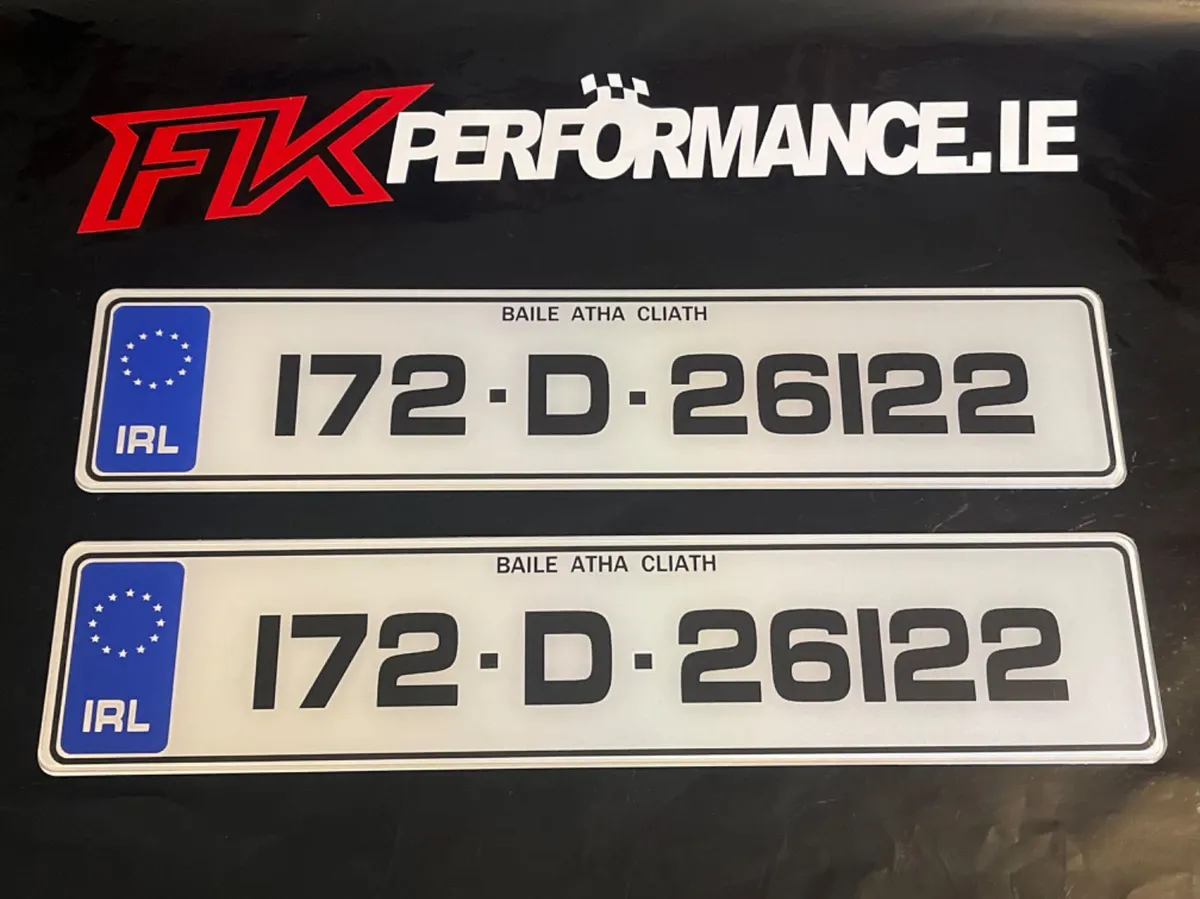 FK PERFORMANCE.IE
BAILE ATHA CLIATH
IRL
172·D·26122
BAILE ATHA CLIATH
IRL
172·D·26122